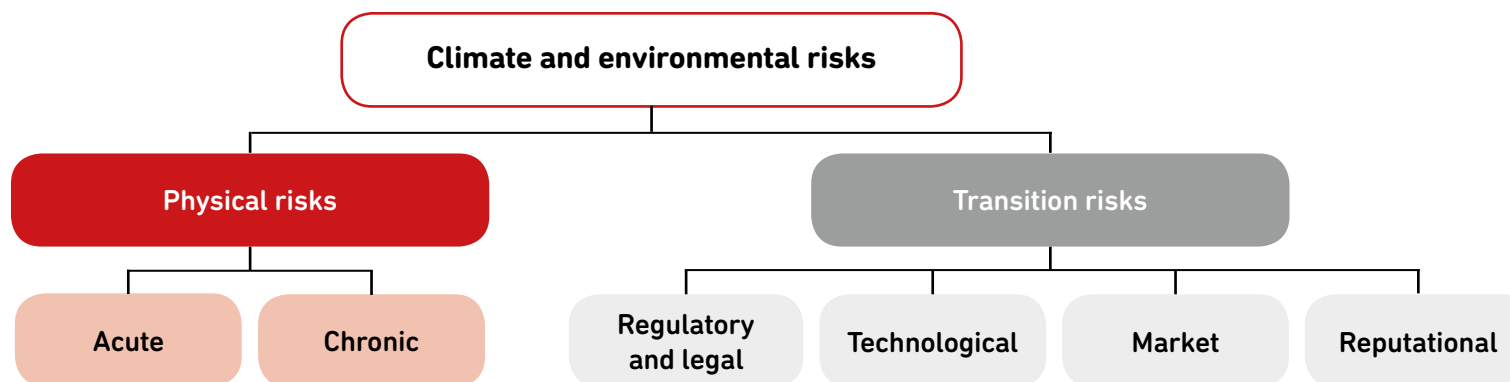 Climate and environmental risks
Physical risks
Transition risks
Acute
Chronic
Regulatory
and legal
Technological
Market
Reputational